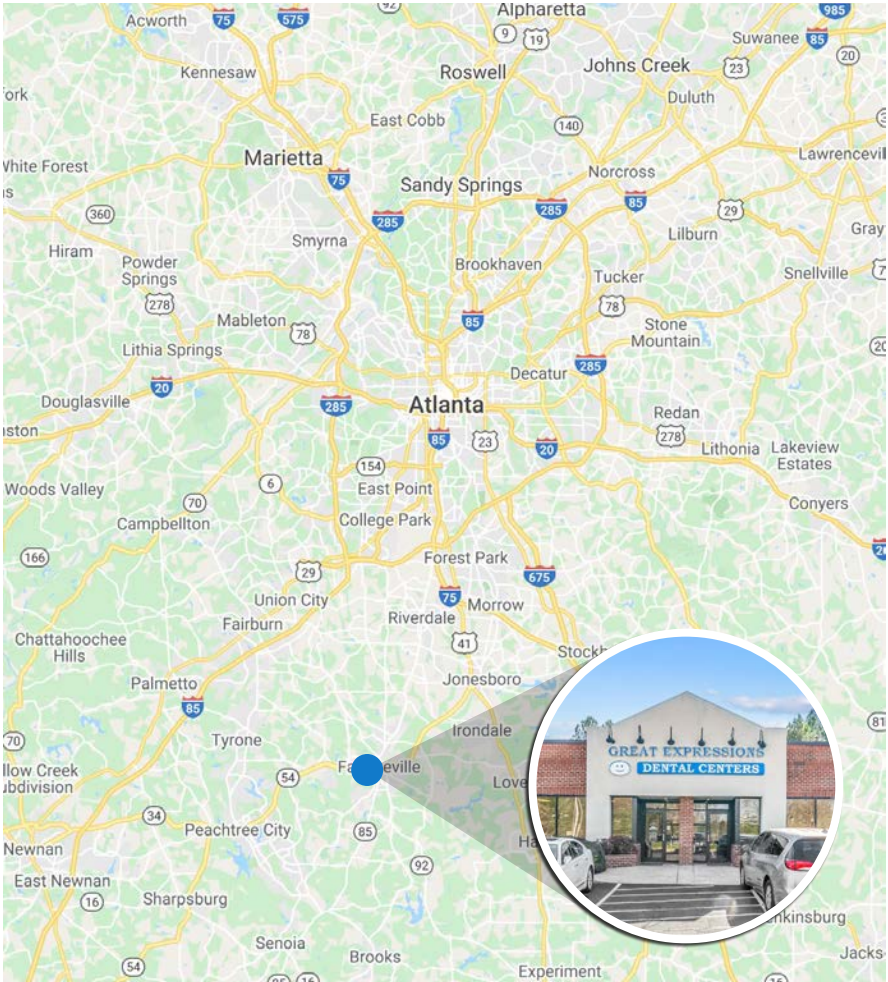 92
Alpharetta
985
Acworth
75
575
9
19
Suwanee
85
20
Kennesaw
Roswell
Johns Creek
23
Duluth
East Cobb
140
White Forest
Marietta
75
Sandy Springs
Norcross
285
285
85
29
360
Smyrna
Lilburn
Hiram
Powder
Springs
Brookhaven
Tucker
Snellville
278
78
Mableton
78
85
Stone
Mountain
Lithia Springs
285
Decatur
20
Douglasville
285
Atlanta
Redan
85
23
278
20
Lithonia
Lakeview
Estates
154
6
East Point
Woods Valley
70
Conyers
Campbellton
College Park
166
Forest Park
29
675
Union City
75
Morrow
Fairburn
Riverdale
41
Chattahoochee
Hills
Palmetto
Jonesboro
85
81
Tyrone
Irondale
70
GREAT EXPRESSIONS
DENTAL CENTERS
54
34
Peachtree City
85
Newnan
92
East Newnan
16
Sharpsburg
Senoia
Brooks
54
Experiment
85
16
16